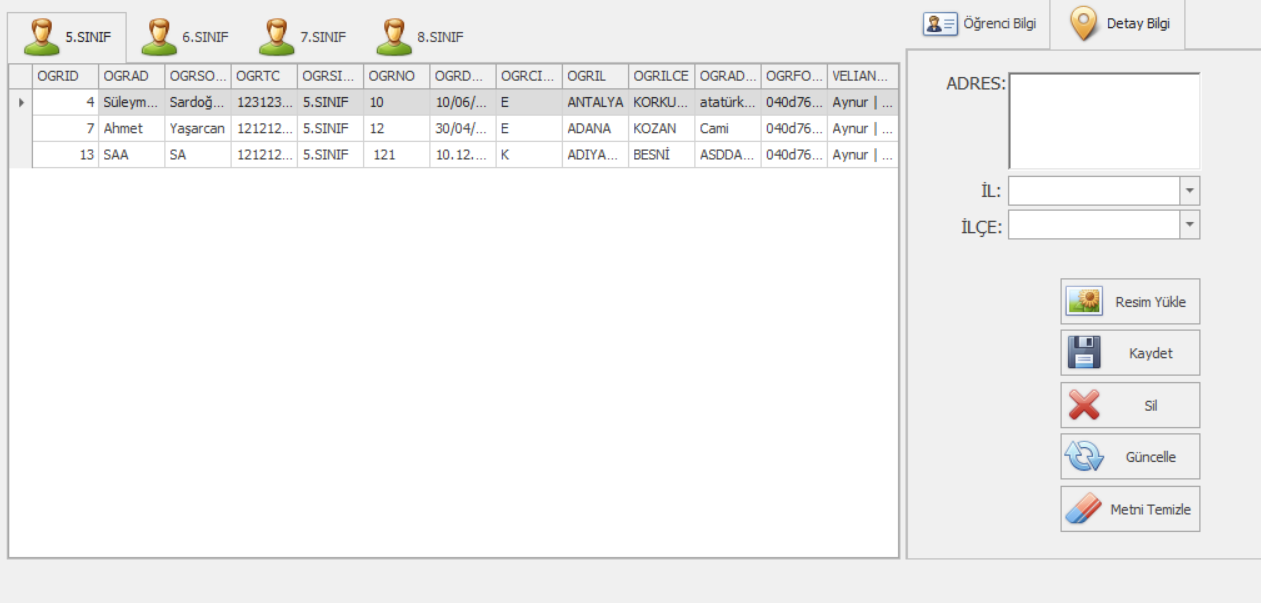 5.SINIF 6.SINIF 7.SINIF 8.SINIF
OGRID OGRAD OGRSO... OGRTC OGRSI... OGRNO OGRD... OGRCI... OGRIL OGRILCE OGRAD... OGRFO... VELIAN...
4 Süleym... Sardoğ... 123123... 5.SINIF 10 10/06/... E ANTALYA KORKU... atatürk... 040d76... Aynur | ...
7 Ahmet Yaşarcan 121212... 5.SINIF 12 30/04/... E ADANA KOZAN Cami 040d76... Aynur | ...
13 SAA SA 121212... 5.SINIF 121 10.12.... K ADIYA... BESNİ ASDDA... 040d76... Aynur | ...
Öğrenci Bilgi Detay Bilgi
ADRES:
İL:
İLÇE:
Resim Yükle
Kaydet
Sil
Güncelle
Metni Temizle